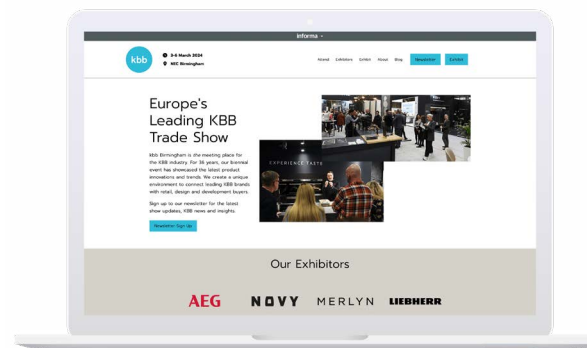 informa
kbb
3-6 March 2024
NEC Birmingham
Attend Exhibitors Exhibit About Blog
Newsletter
Exhibit
Europe's
Leading KBB
Trade Show
kbb Birmingham is the meeting place for
the KBB industry. For 36 years, our biennial
event has showcased the latest product
innovations and trends. We create a unique
environment to connect leading KBB brands
with retail, design and development buyers.
Sign up to our newsletter for the latest
show updates, KBB news and insights.
Newsletter Sign Up
EXPERIENCE TASTE
Our Exhibitors
AEG
NOVY
MERLYN
LIEBHERR